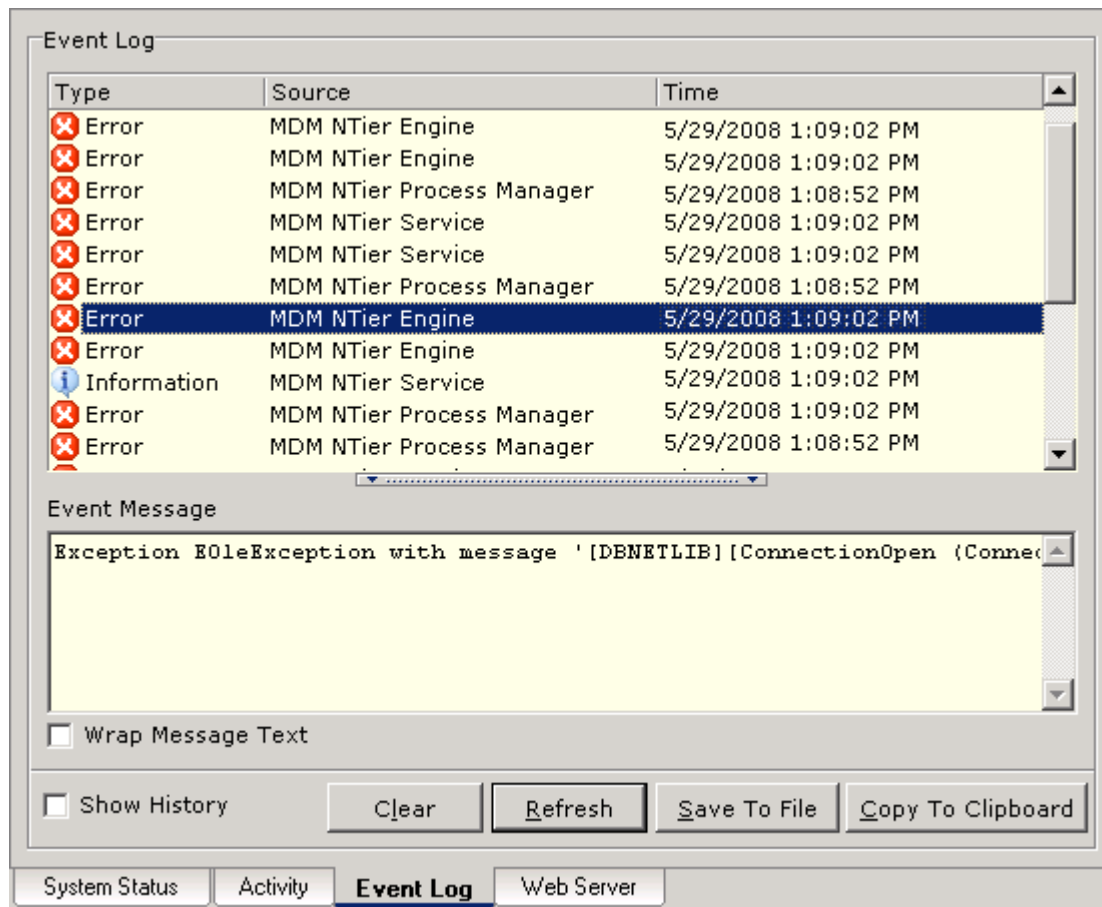 Event Log
Type Source Time
Error MDM NTier Engine 5/29/2008 1:09:02 PM
Error MDM NTier Engine 5/29/2008 1:09:02 PM
Error MDM NTier Process Manager 5/29/2008 1:08:52 PM
Error MDM NTier Service 5/29/2008 1:09:02 PM
Error MDM NTier Service 5/29/2008 1:09:02 PM
Error MDM NTier Process Manager 5/29/2008 1:08:52 PM
Error MDM NTier Engine 5/29/2008 1:09:02 PM
Error MDM NTier Engine 5/29/2008 1:09:02 PM
Information MDM NTier Service 5/29/2008 1:09:02 PM
Error MDM NTier Process Manager 5/29/2008 1:09:02 PM
Error MDM NTier Process Manager 5/29/2008 1:08:52 PM
Event Message
Exception EOleException with message '[DBNETLIB][ConnectionOpen (Connec
Wrap Message Text
Show History Clear Refresh Save To File Copy To Clipboard
System Status Activity Event Log Web Server